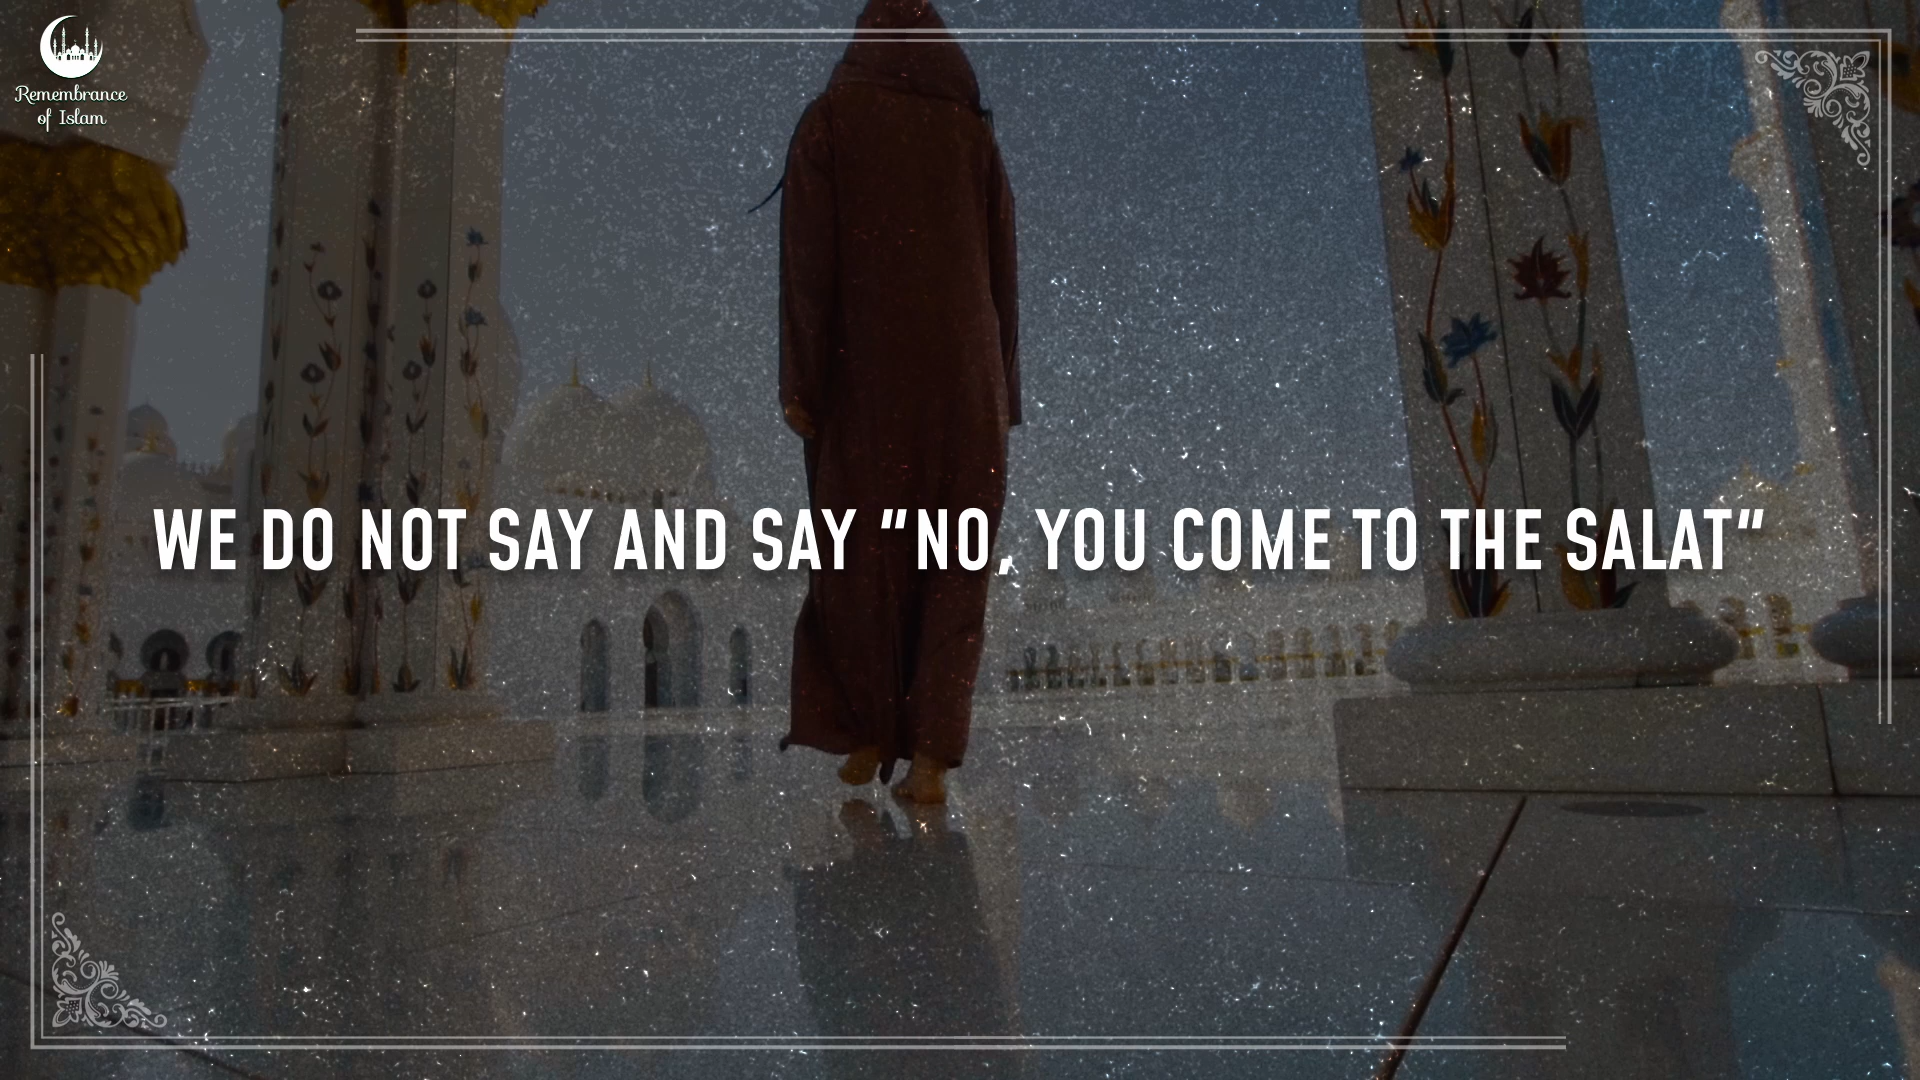 Remembrance
of Islam
WE DO NOT SAY AND SAY "NO, YOU COME TO THE SALAT"